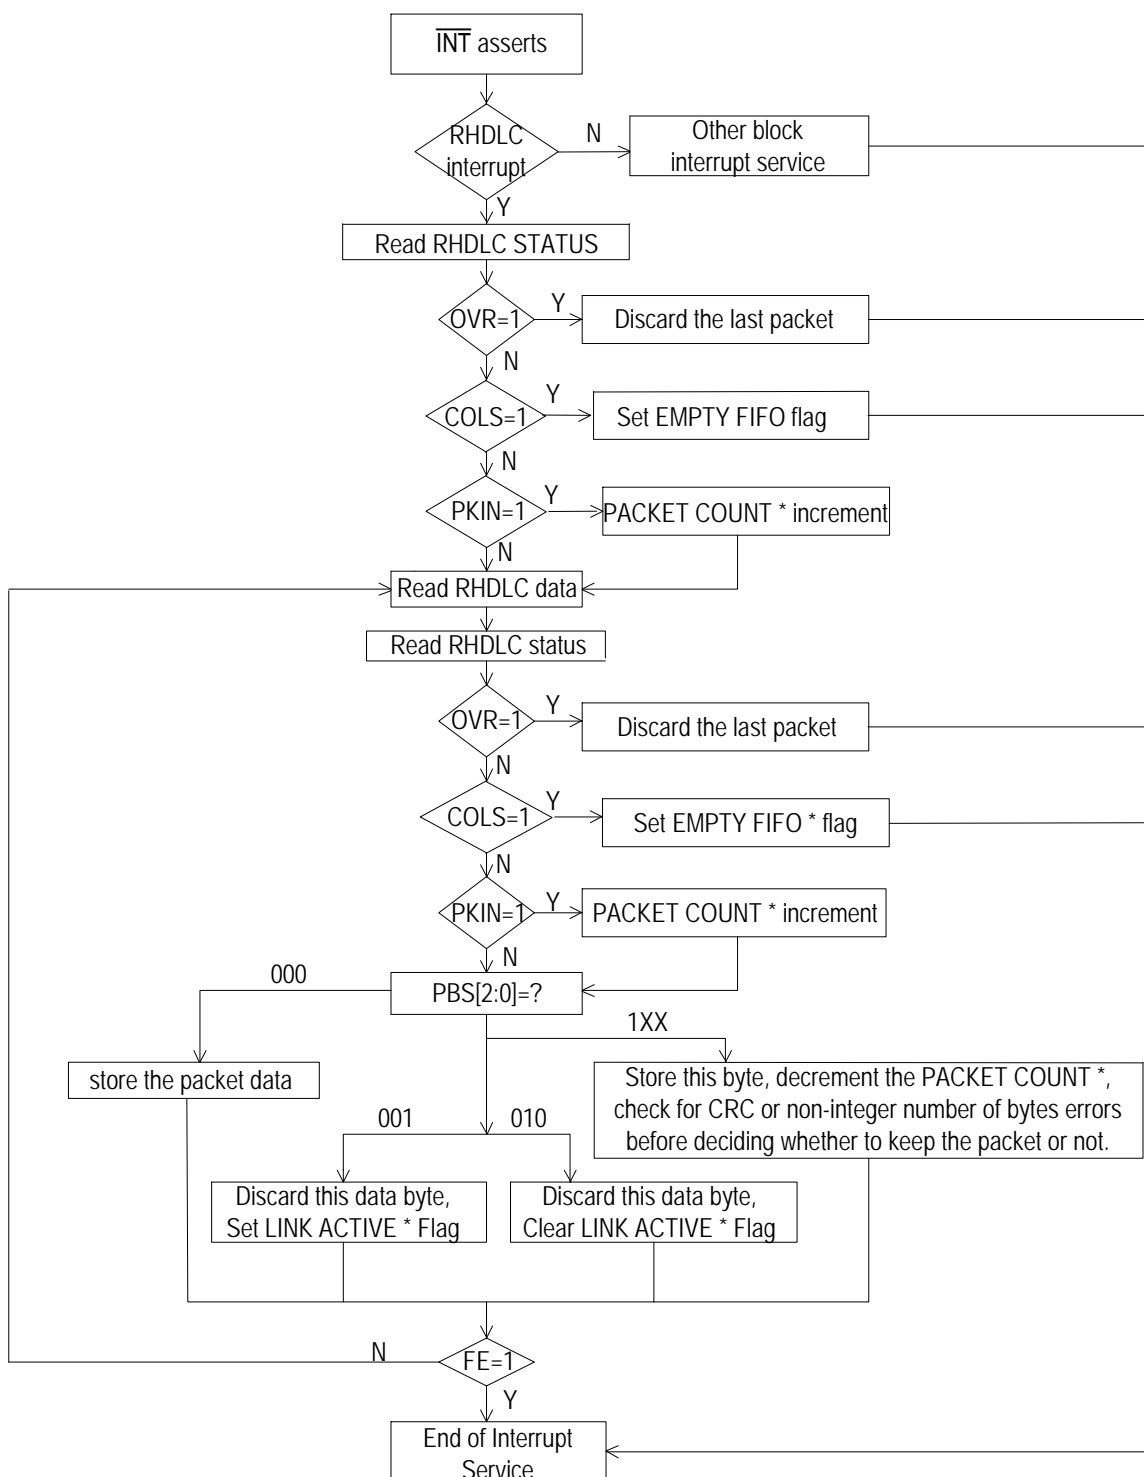 INT asserts
RHDLC
interrupt
N
Other block
interrupt service
Y
Read RHDLC STATUS
OVR=1
Y
Discard the last packet
N
COLS=1
Y
Set EMPTY FIFO flag
N
PKIN=1
Y
PACKET COUNT * increment
N
Read RHDLC data
Read RHDLC status
OVR=1
Y
Discard the last packet
N
COLS=1
Y
Set EMPTY FIFO * flag
N
PKIN=1
Y
PACKET COUNT * increment
N
000
PBS[2:0]=?
1XX
store the packet data
Store this byte, decrement the PACKET COUNT *,
check for CRC or non-integer number of bytes errors
before deciding whether to keep the packet or not.
001
010
Discard this data byte,
Set LINK ACTIVE * Flag
Discard this data byte,
Clear LINK ACTIVE * Flag
N
FE=1
Y
End of Interrupt
Service